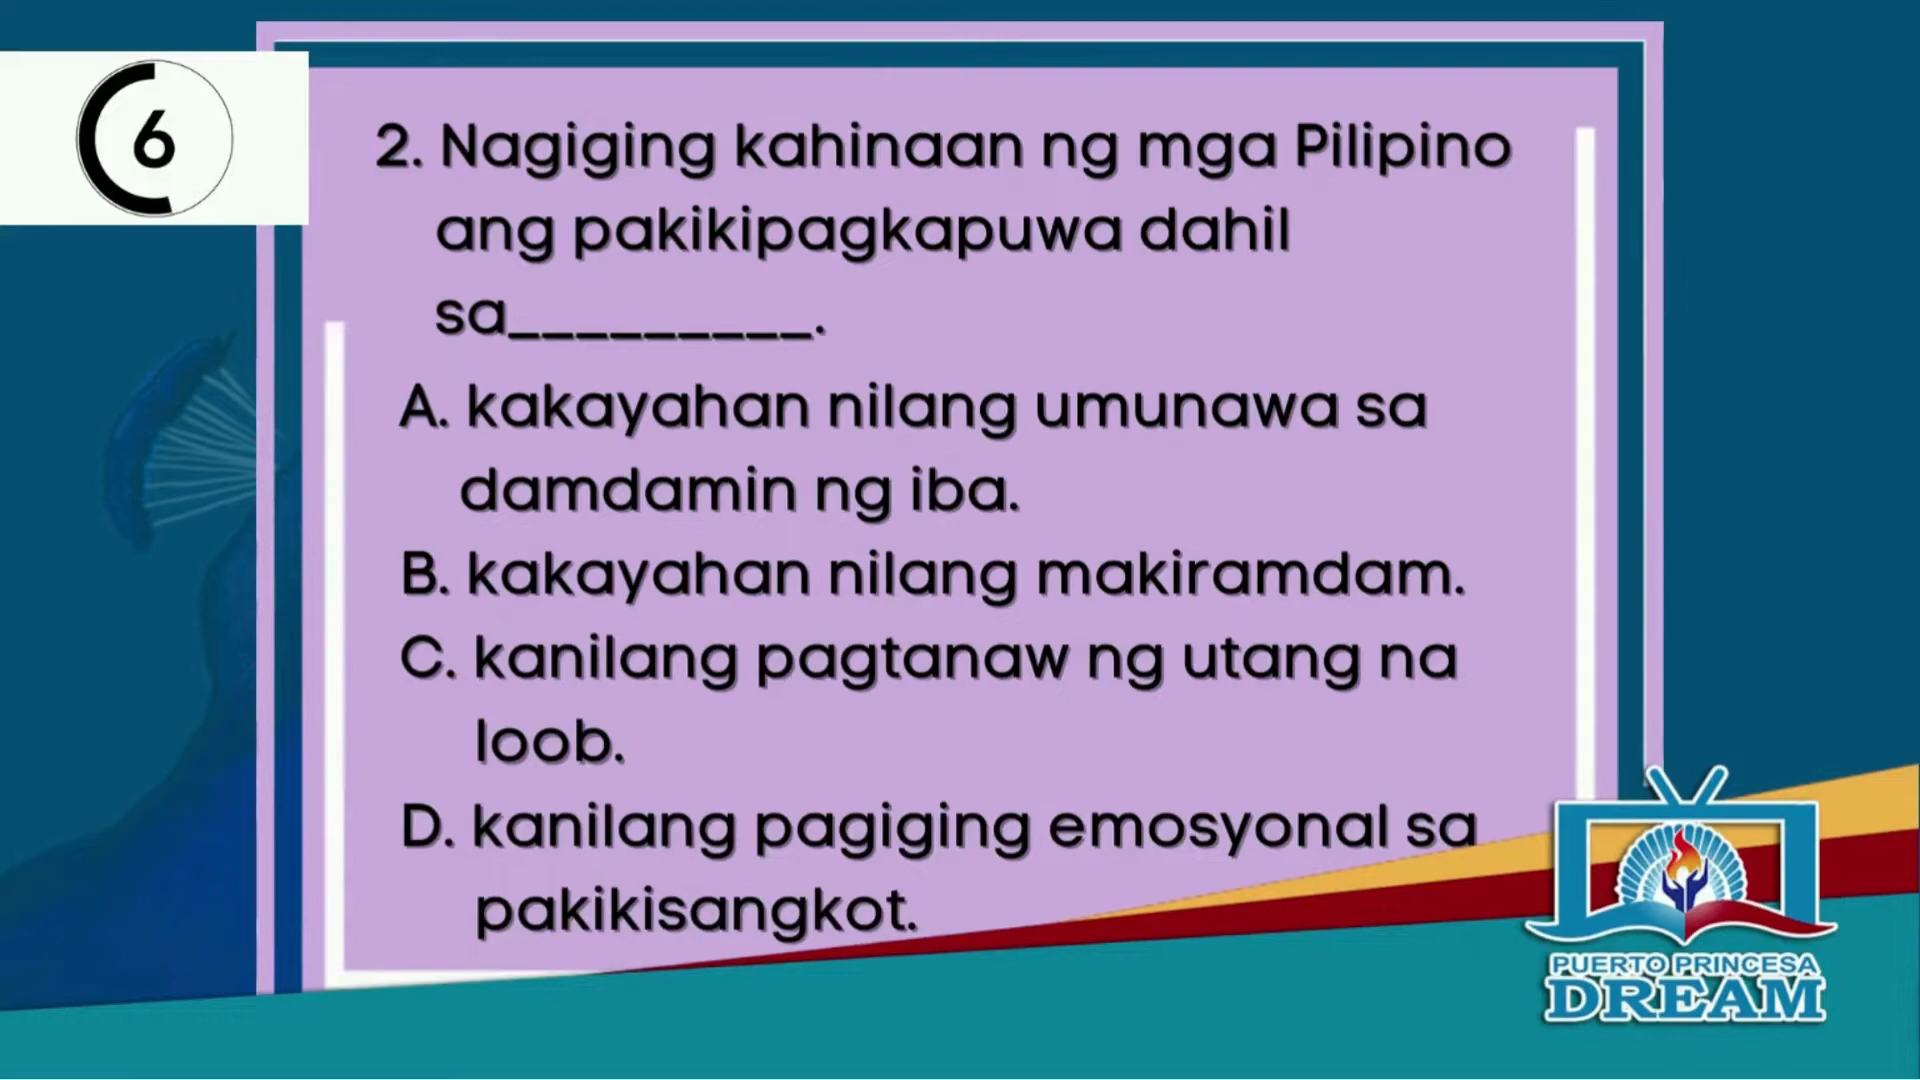 6
2. Nagiging kahinaan ng mga Pilipino
ang pakikipagkapuwa dahil
sa_________.
A. kakayahan nilang umunawa sa
damdamin ng iba.
B. kakayahan nilang makiramdam.
C. kanilang pagtanaw ng utang na
loob.
D. kanilang pagiging emosyonal sa
pakikisangkot.
PUERTO PRINCESA
DREAM